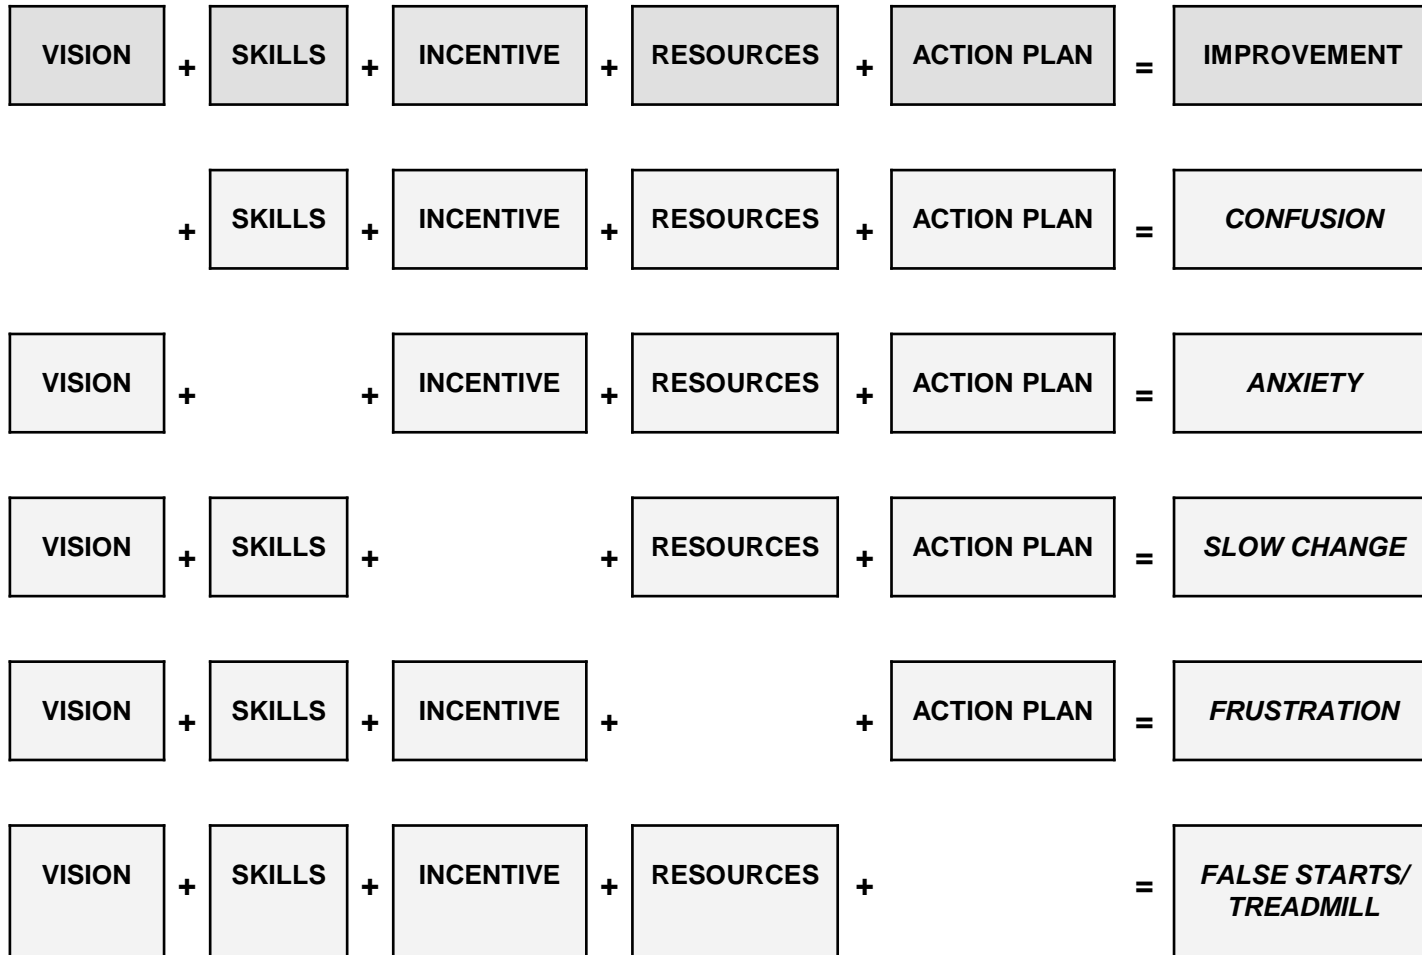 VISION + SKILLS + INCENTIVE + RESOURCES + ACTION PLAN = IMPROVEMENT
+ SKILLS + INCENTIVE + RESOURCES + ACTION PLAN = CONFUSION
VISION + + INCENTIVE + RESOURCES + ACTION PLAN = ANXIETY
VISION + SKILLS + + RESOURCES + ACTION PLAN = SLOW CHANGE
VISION + SKILLS + INCENTIVE + + ACTION PLAN = FRUSTRATION
VISION + SKILLS + INCENTIVE + RESOURCES + = FALSE STARTS/
TREADMILL